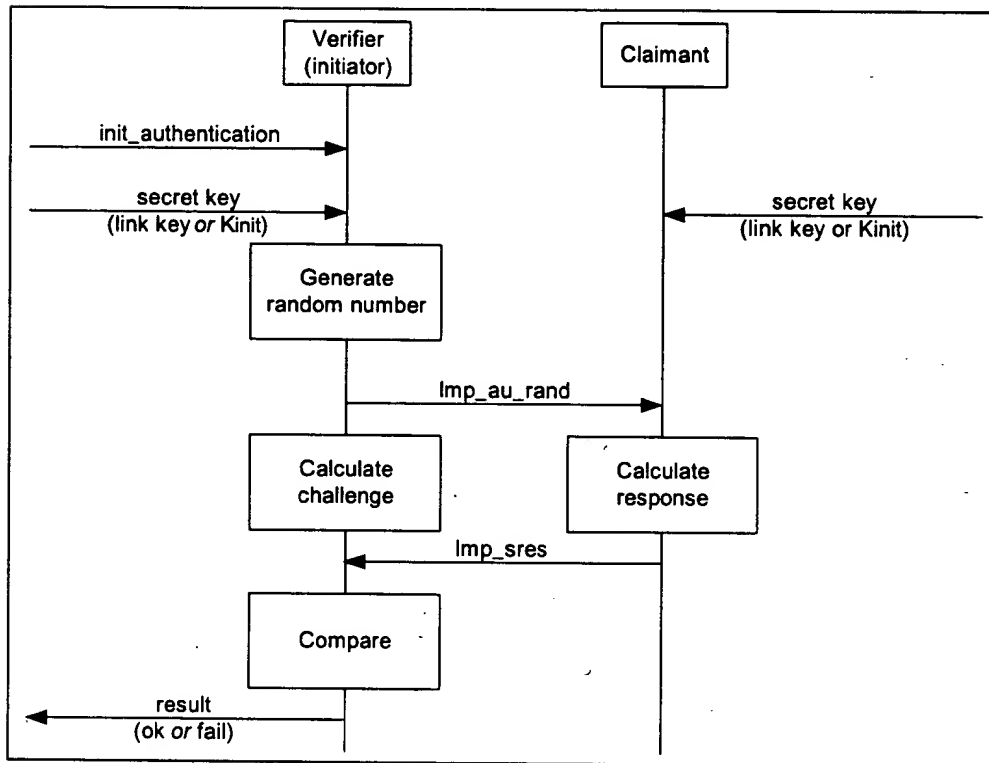 Verifier
(initiator)
Claimant
init_authentication
secret key
(link key or Kinit)
secret key
(link key or Kinit)
Generate
random number
lmp_au_rand
Calculate
challenge
Calculate
response
lmp_sres
Compare
result
(ok or fail)